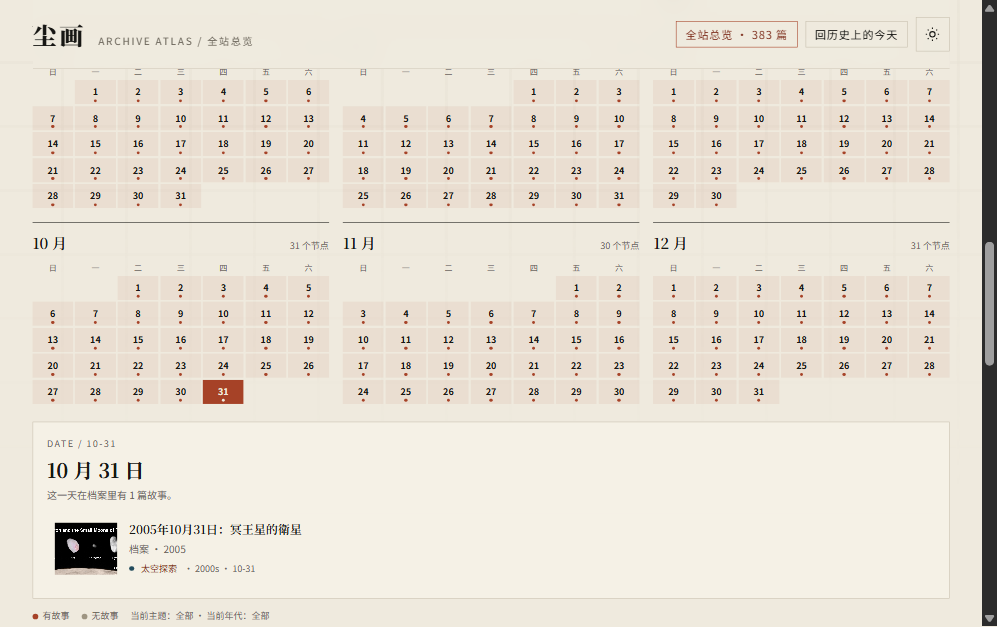 尘画 ARCHIVE ATLAS / 全站总览 全站总览 · 383 篇 回历史上的今天
日 一 二 三 四 五 六
1 2 3 4 5 6
7 8 9 10 11 12 13
14 15 16 17 18 19 20
21 22 23 24 25 26 27
28 29 30 31
日 一 二 三 四 五 六
1 2 3
4 5 6 7 8 9 10
11 12 13 14 15 16 17
18 19 20 21 22 23 24
25 26 27 28 29 30 31
日 一 二 三 四 五 六
1 2 3 4 5 6 7
8 9 10 11 12 13 14
15 16 17 18 19 20 21
22 23 24 25 26 27 28
29 30
10 月 31 个节点
日 一 二 三 四 五 六
1 2 3 4 5
6 7 8 9 10 11 12
13 14 15 16 17 18 19
20 21 22 23 24 25 26
27 28 29 30 31
11 月 30 个节点
日 一 二 三 四 五 六
1 2
3 4 5 6 7 8 9
10 11 12 13 14 15 16
17 18 19 20 21 22 23
24 25 26 27 28 29 30
12 月 31 个节点
日 一 二 三 四 五 六
1 2 3 4 5 6 7
8 9 10 11 12 13 14
15 16 17 18 19 20 21
22 23 24 25 26 27 28
29 30 31
DATE / 10-31
10 月 31 日
这一天在档案里有 1 篇故事。
on and the Small Moons of
2005年10月31日：冥王星的衛星
档案 · 2005
太空探索 · 2000s · 10-31
有故事 无故事 当前主题：全部 · 当前年代：全部